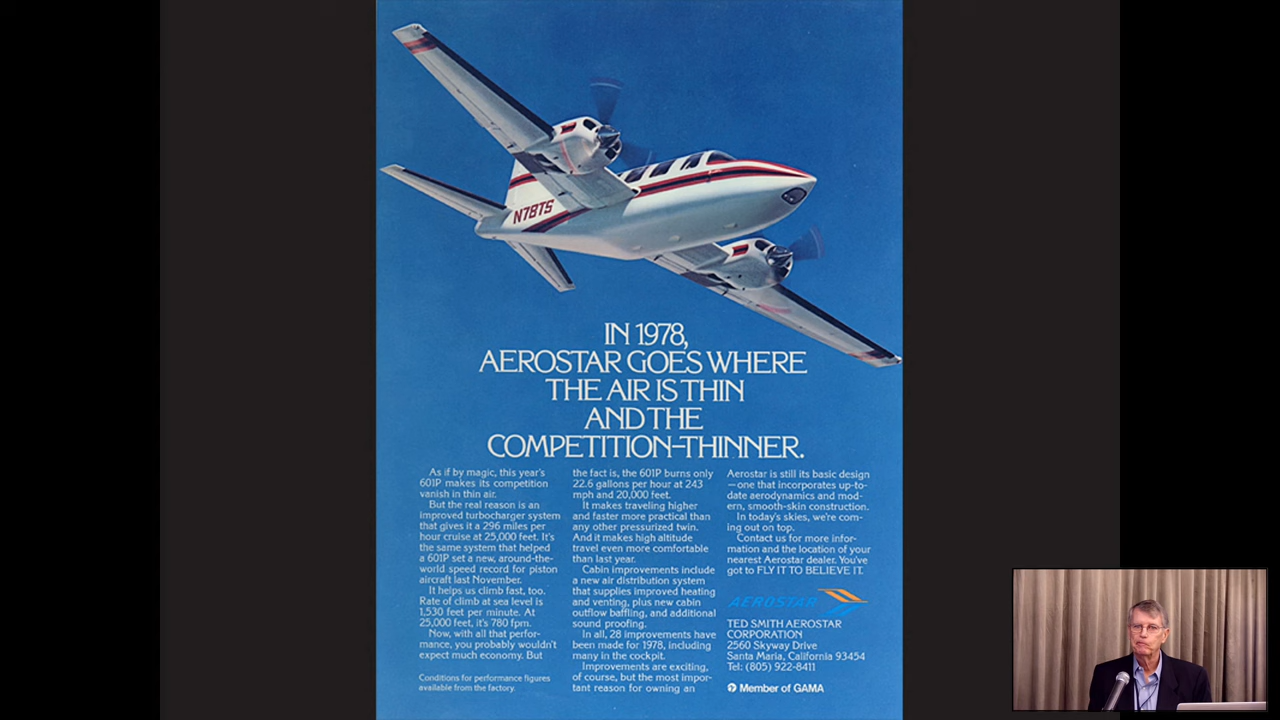 N78TS
IN 1978,
AEROSTAR GOES WHERE
THE AIR IS THIN
AND THE
COMPETITION–THINNER.
As if by magic, this year's
601P makes its competition
vanish in thin air.
But the real reason is an
improved turbocharger system
that gives it a 296 miles per
hour cruise at 25,000 feet. It's
the same system that helped
a 601P set a new, around-the-
world speed record for piston
aircraft last November.
It helps us climb fast, too.
Rate of climb at sea level is
1,530 feet per minute. At
25,000 feet, it's 780 fpm.
Now, with all that perfor-
mance, you probably wouldn't
expect much economy. But
Conditions for performance figures
available from the factory.
the fact is, the 601P burns only
22.6 gallons per hour at 243
mph and 20,000 feet.
It makes traveling higher
and faster more practical than
any other pressurized twin.
And it makes high altitude
travel even more comfortable
than last year.
Cabin improvements include
a new air distribution system
that supplies improved heating
and venting, plus new cabin
outflow baffling, and additional
sound proofing.
In all, 28 improvements have
been made for 1978, including
many in the cockpit.
Improvements are exciting,
of course, but the most impor-
tant reason for owning an
Aerostar is still its basic design
—one that incorporates up-to-
date aerodynamics and mod-
ern, smooth-skin construction.
In today's skies, we're com-
ing out on top.
Contact us for more infor-
mation and the location of your
nearest Aerostar dealer. You've
got to FLY IT TO BELIEVE IT.
AEROSTAR
TED SMITH AEROSTAR
CORPORATION
2560 Skyway Drive
Santa Maria, California 93454
Tel: (805) 922-8411
Member of GAMA